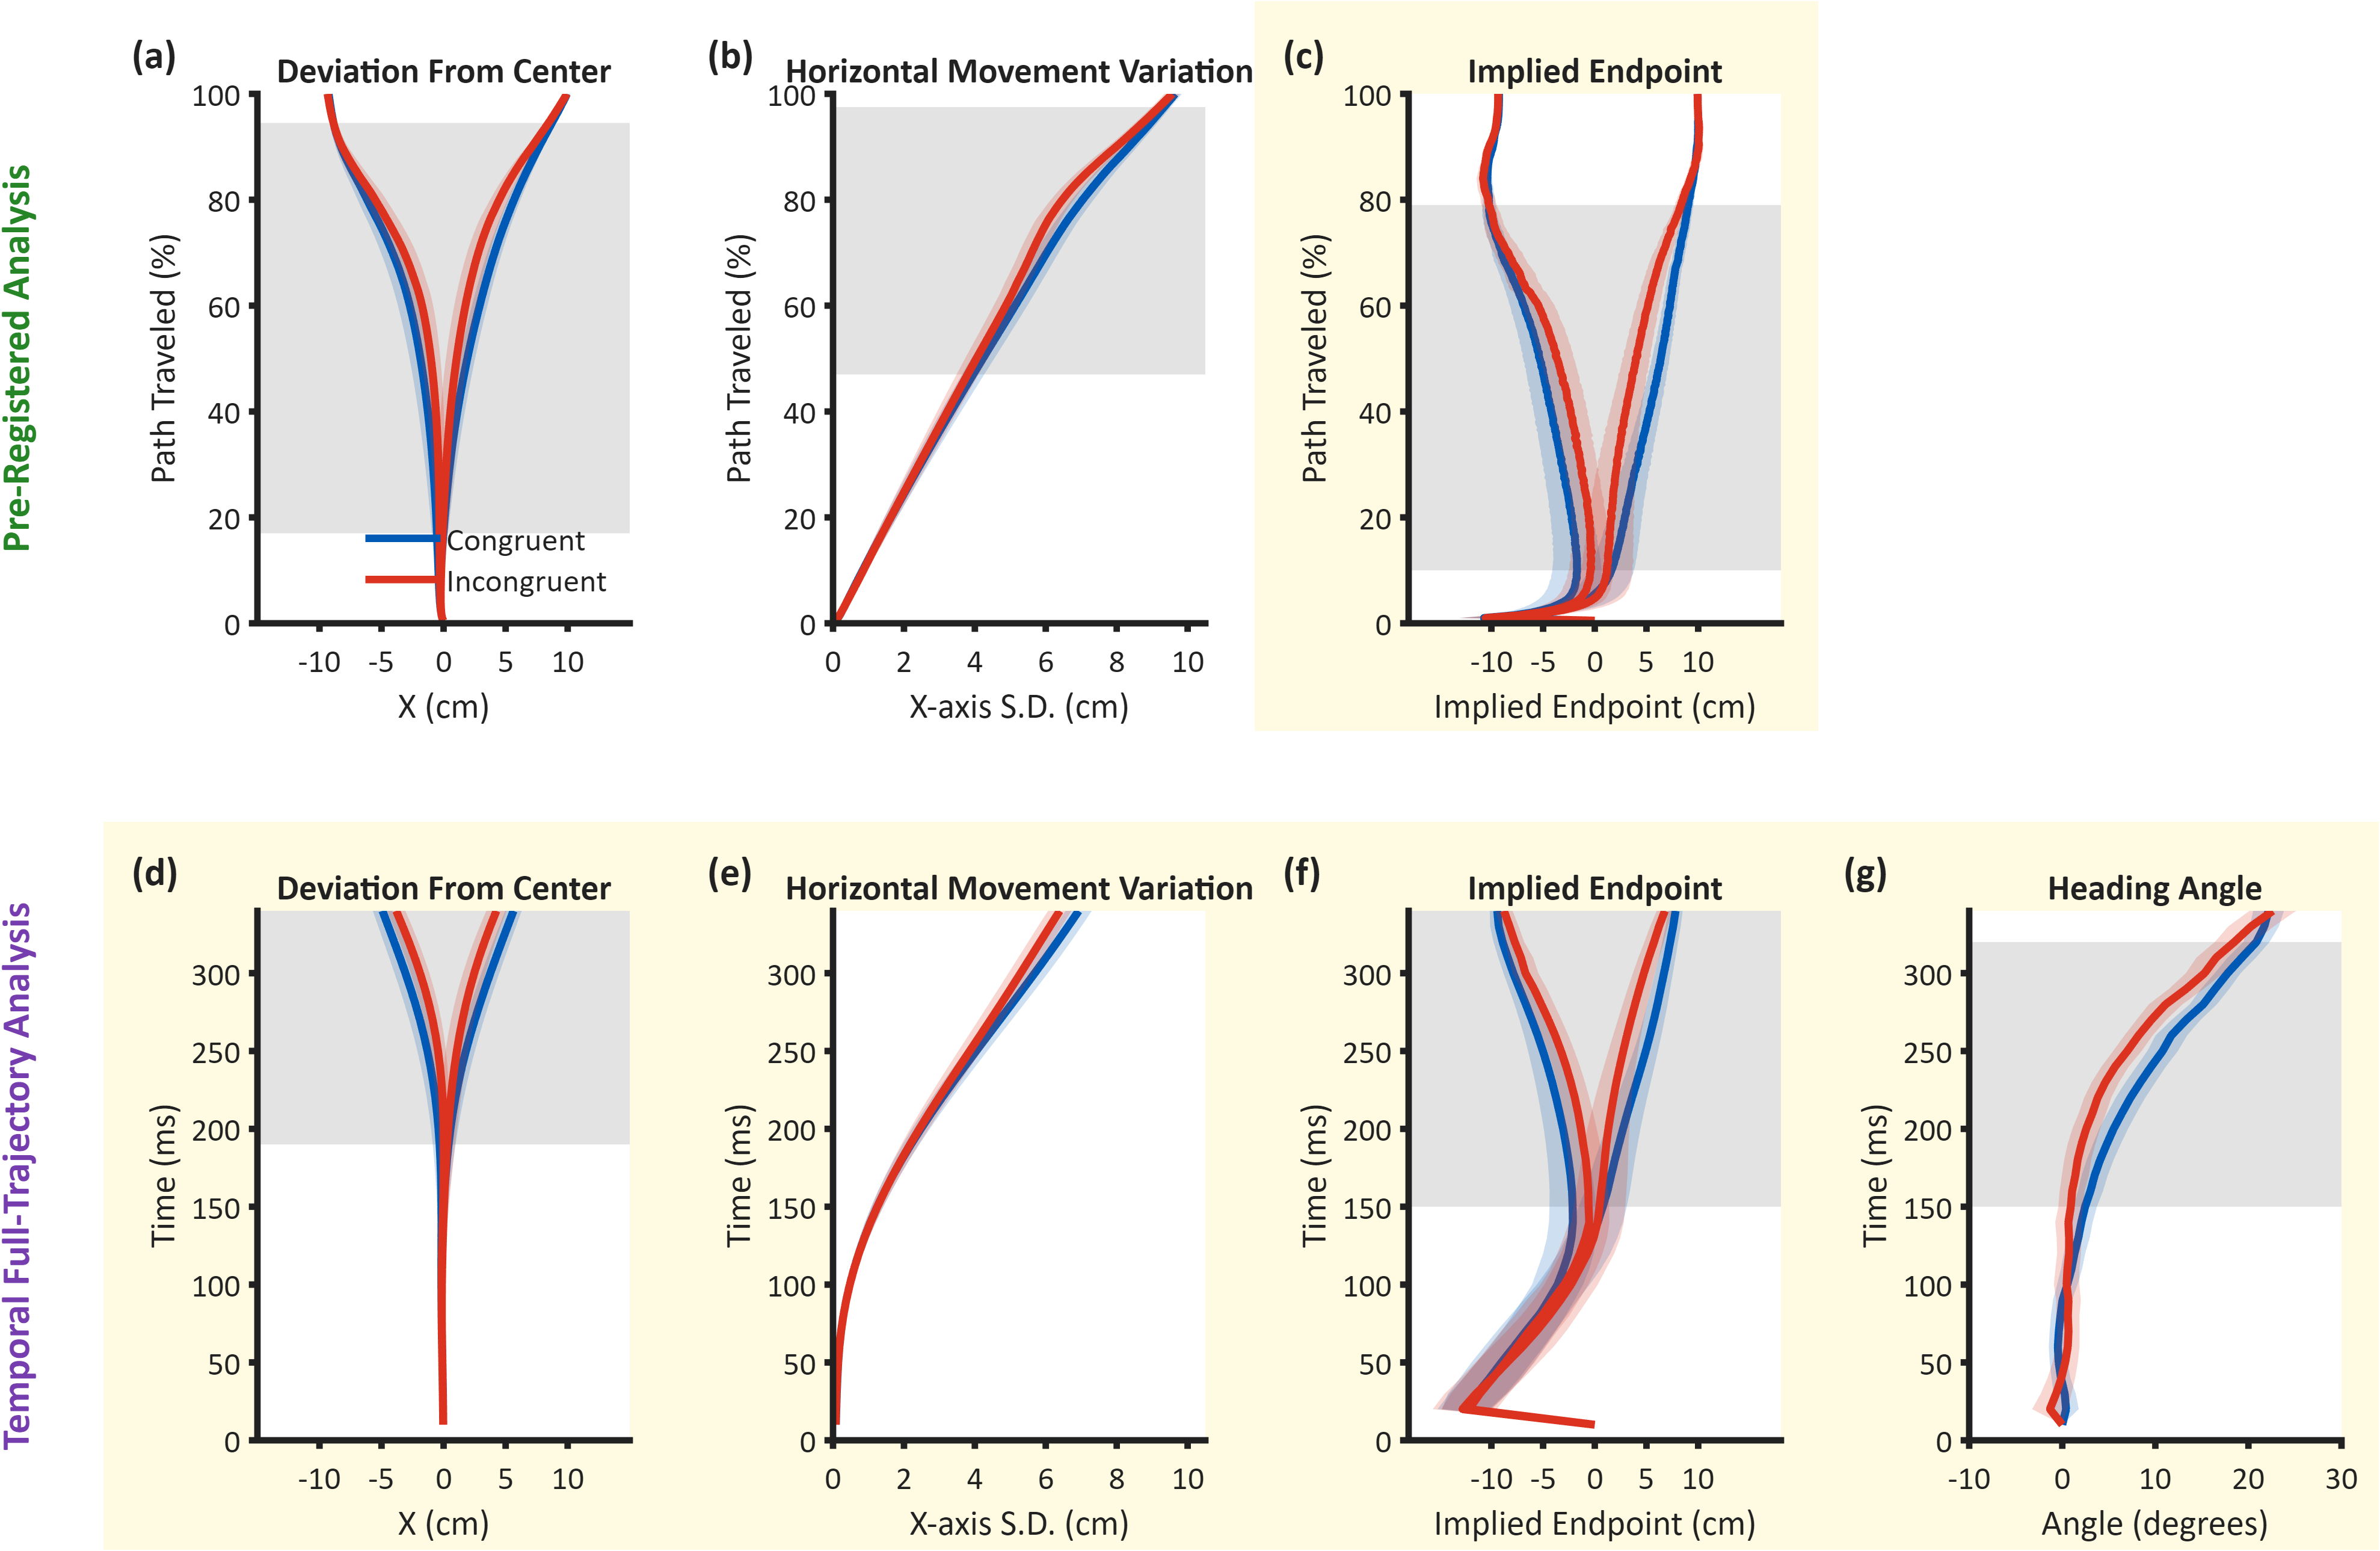 Pre-Registered Analysis
(a)
Deviation From Center
100
80
60
40
20
0
Path Traveled (%)
Congruent
Incongruent
-10 -5 0 5 10
X (cm)
(b)
Horizontal Movement Variation
100
80
60
40
20
0
Path Traveled (%)
0 2 4 6 8 10
X-axis S.D. (cm)
(c)
Implied Endpoint
100
80
60
40
20
0
Path Traveled (%)
-10 -5 0 5 10
Implied Endpoint (cm)
Temporal Full-Trajectory Analysis
(d)
Deviation From Center
300
250
200
150
100
50
0
Time (ms)
-10 -5 0 5 10
X (cm)
(e)
Horizontal Movement Variation
300
250
200
150
100
50
0
Time (ms)
0 2 4 6 8 10
X-axis S.D. (cm)
(f)
Implied Endpoint
300
250
200
150
100
50
0
Time (ms)
-10 -5 0 5 10
Implied Endpoint (cm)
(g)
Heading Angle
300
250
200
150
100
50
0
Time (ms)
-10 0 10 20 30
Angle (degrees)